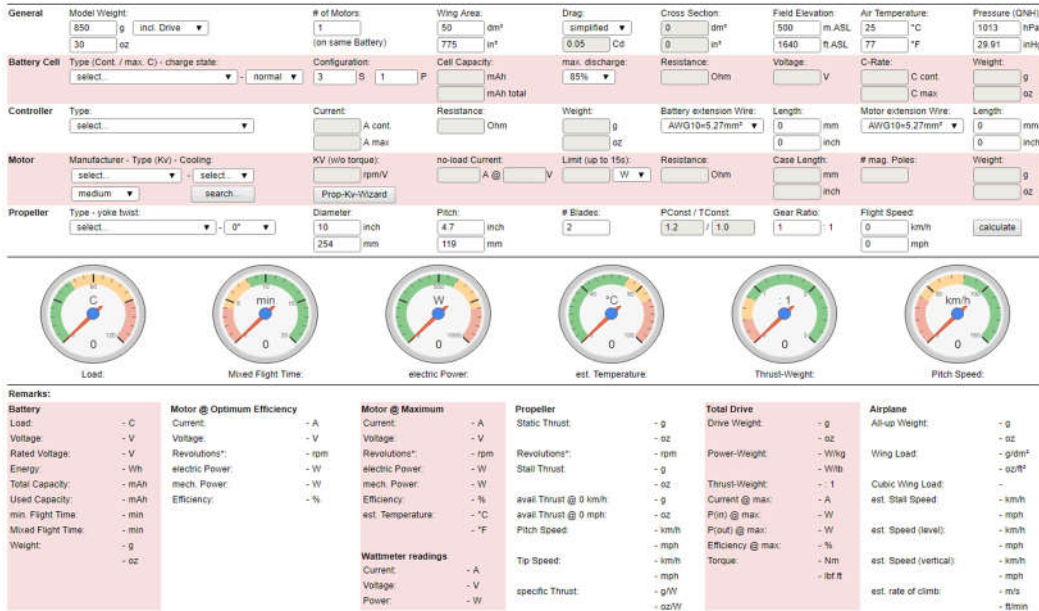 General Model Weight: # of Motors: Wing Area: Drag: Cross Section: Field Elevation: Air Temperature: Pressure (QNH)
850 g incl. Drive 1 50 dm² simplified 0 dm² 500 m.ASL 25 °C 1013 hPa
30 oz (on same Battery) 775 in² 0.05 Cd 0 in² 1640 ft.ASL 77 °F 29.91 inHg
Battery Cell Type (Cont. / max. C) - charge state: Configuration: Cell Capacity: max. discharge: Resistance: Voltage: C-Rate: Weight:
select... - normal 3 S 1 P mAh 85% Ohm V C cont. g
mAh total C max oz
Controller Type: Current: Resistance: Weight: Battery extension Wire: Length: Motor extension Wire: Length:
select... A cont. Ohm g AWG10=5.27mm² 0 mm AWG10=5.27mm² 0 mm
A max oz 0 inch 0 inch
Motor Manufacturer - Type (Kv) - Cooling: KV (w/o torque): no-load Current: Limit (up to 15s): Resistance: Case Length: # mag. Poles: Weight:
select... - select... rpm/V A @ V W Ohm mm g
medium search... Prop-Kv-Wizard inch oz
Propeller Type - yoke twist: Diameter: Pitch: # Blades: PConst / TConst: Gear Ratio: Flight Speed:
select... - 0° 10 inch 4.7 inch 2 1.2 / 1.0 1 : 1 0 km/h calculate
254 mm 119 mm 0 mph
C min W °C : 1 km/h
0 0 0 0 0 0
Load: Mixed Flight Time: electric Power: est. Temperature: Thrust-Weight: Pitch Speed:
Remarks:
Battery Motor @ Optimum Efficiency Motor @ Maximum Propeller Total Drive Airplane
Load: - C Current: - A Current: - A Static Thrust: - g Drive Weight: - g All-up Weight: - g
Voltage: - V Voltage: - V Voltage: - V - oz - oz - oz
Rated Voltage: - V Revolutions*: - rpm Revolutions*: - rpm Revolutions*: - rpm Power-Weight: - W/kg Wing Load: - g/dm²
Energy: - Wh electric Power: - W electric Power: - W Stall Thrust: - g - W/lb - oz/ft²
Total Capacity: - mAh mech. Power: - W mech. Power: - W - oz Thrust-Weight: - : 1 Cubic Wing Load: -
Used Capacity: - mAh Efficiency: - % Efficiency: - % avail.Thrust @ 0 km/h: - g Current @ max: - A est. Stall Speed: - km/h
min. Flight Time: - min est. Temperature: - °C avail.Thrust @ 0 mph: - oz P(in) @ max: - W - mph
Mixed Flight Time: - min - °F Pitch Speed: - km/h P(out) @ max: - W est. Speed (level): - km/h
Weight: - g - mph Efficiency @ max: - % - mph
- oz Wattmeter readings Tip Speed: - km/h Torque: - Nm est. Speed (vertical): - km/h
Current: - A - mph - lbf.ft - mph
Voltage: - V specific Thrust: - g/W est. rate of climb: - m/s
Power: - W - oz/W - ft/min